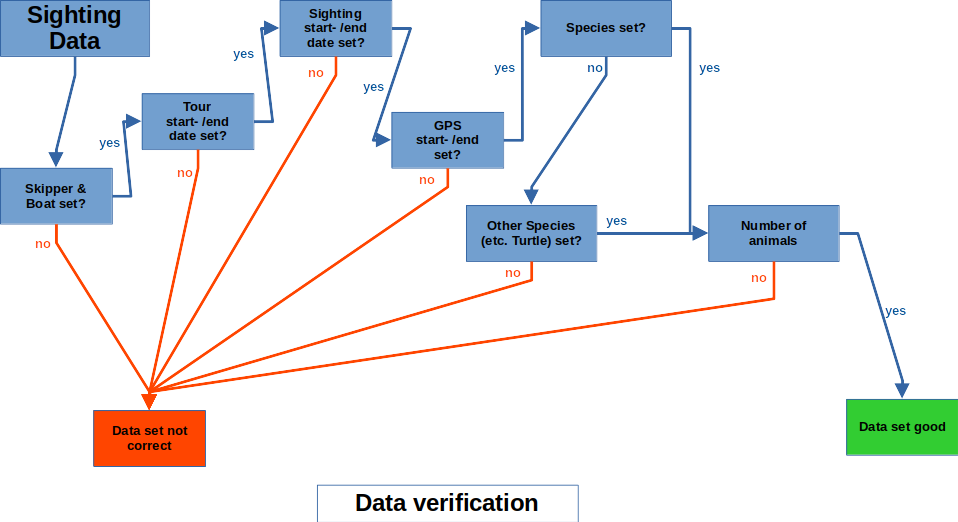 Sighting
Data
Sighting
start- /end
date set?
Species set?
yes
no
yes
no
yes
yes
Tour
start- /end
date set?
GPS
start- /end
set?
yes
no
no
Skipper &
Boat set?
Other Species
(etc. Turtle) set?
yes
Number of
animals
no
no
no
yes
Data set not
correct
Data set good
Data verification